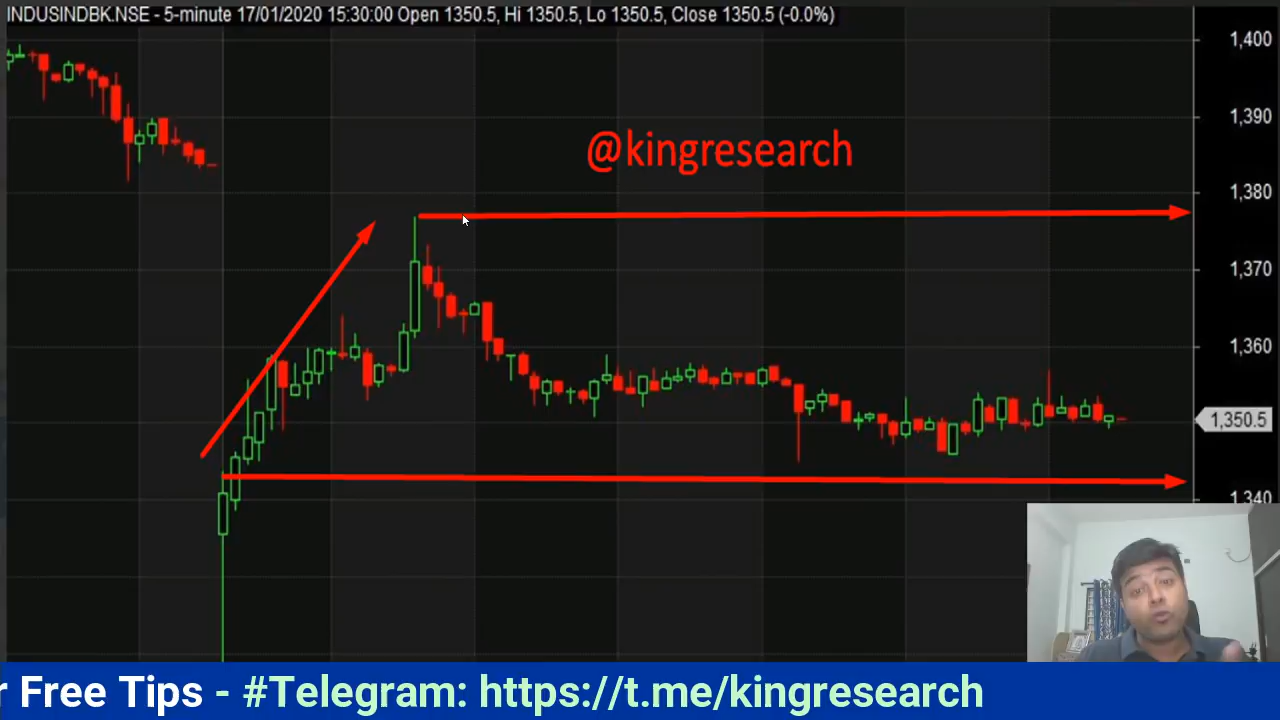 INDUSINDBK.NSE - 5-minute 17/01/2020 15:30:00 Open 1350.5, Hi 1350.5, Lo 1350.5, Close 1350.5 (-0.0%)
1,400
1,390
@kingresearch
1,380
1,370
1,360
1,350.5
1,340
r Free Tips - #Telegram: https://t.me/kingresearch